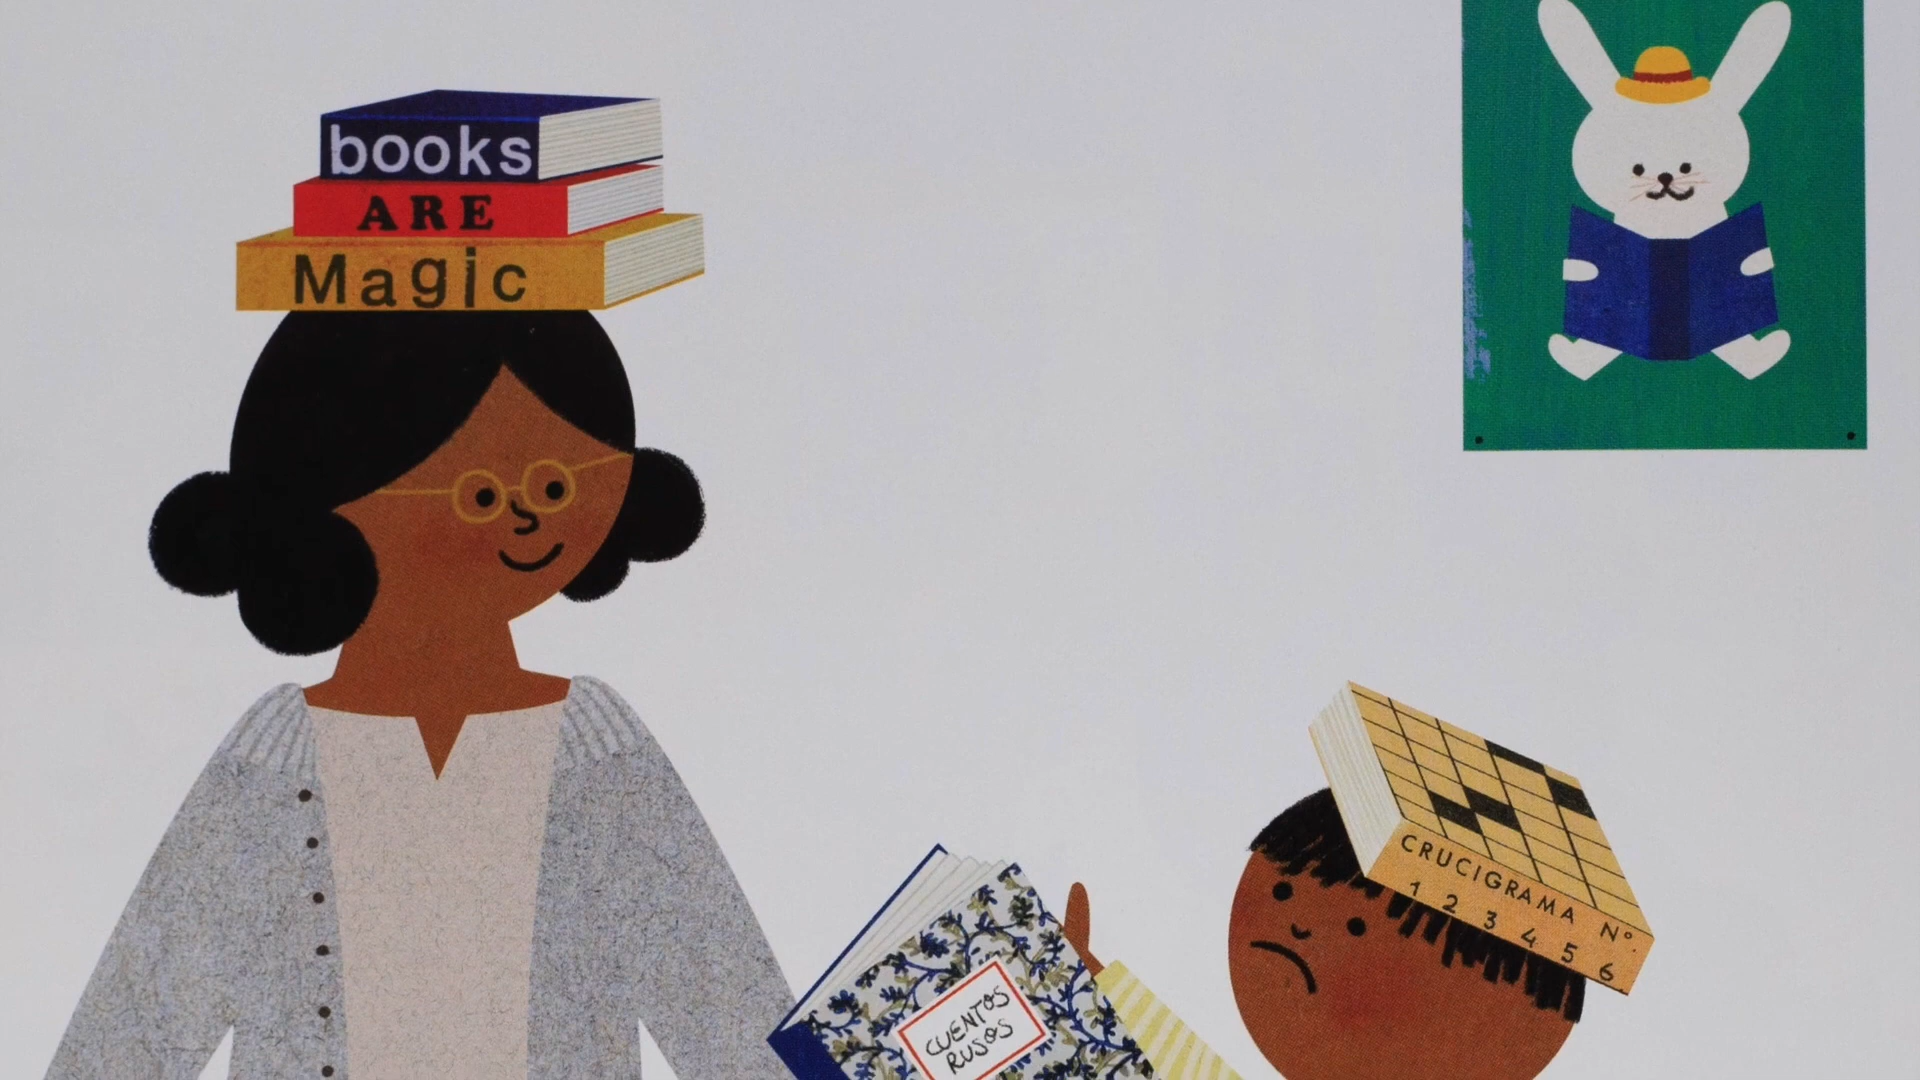 books
ARE
Magic
CRUCIGRAMA Nº.
1 2 3 4 5 6
CUENTOS
RUSOS